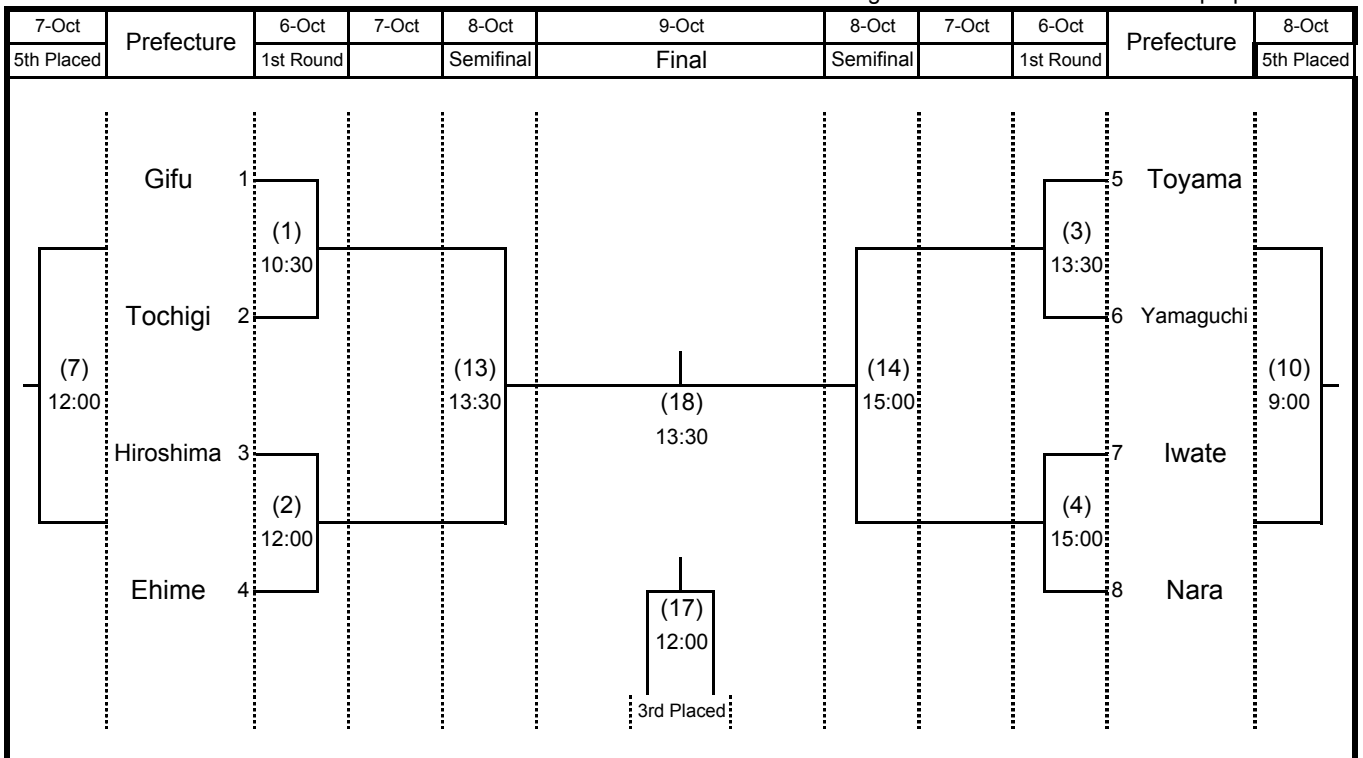 7-Oct Prefecture 6-Oct 7-Oct 8-Oct 9-Oct 8-Oct 7-Oct 6-Oct Prefecture 8-Oct
5th Placed 1st Round Semifinal Final Semifinal 1st Round 5th Placed
Gifu 1 5 Toyama
(1) (3)
10:30 13:30
Tochigi 2 6 Yamaguchi
(7) (13) (14) (10)
12:00 13:30 (18) 15:00 9:00
13:30
Hiroshima 3 7 Iwate
(2) (4)
12:00 15:00
Ehime 4 8 Nara
(17)
12:00
3rd Placed